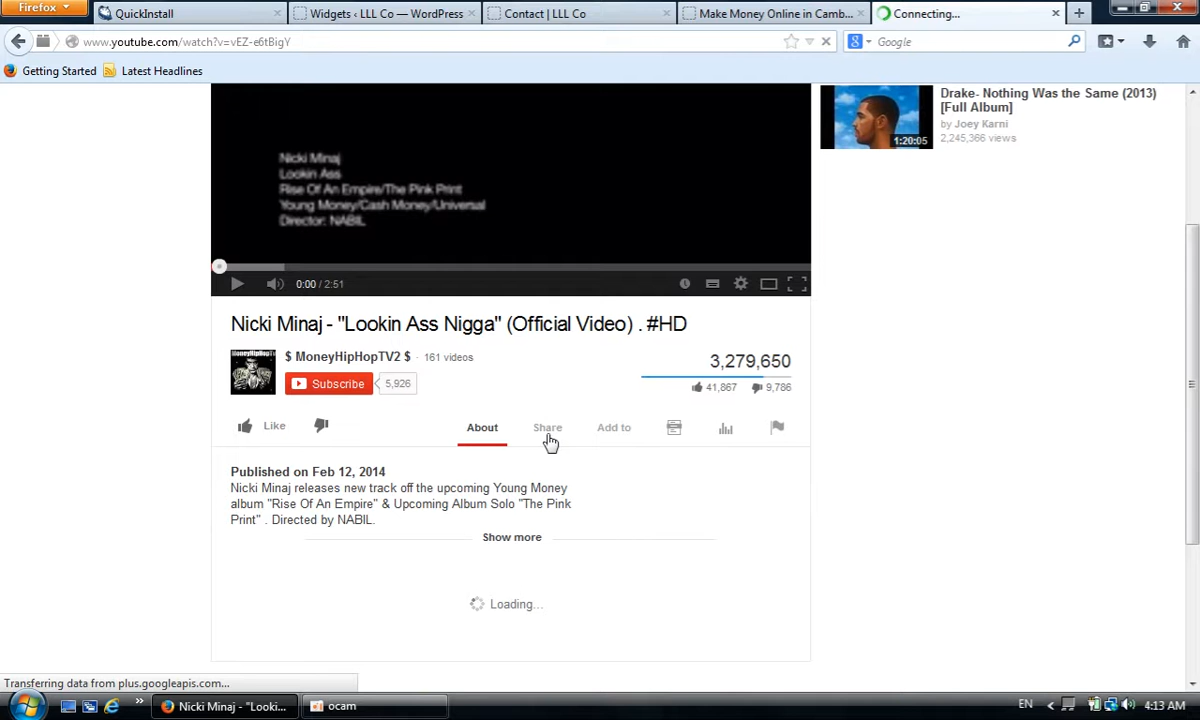 Firefox
QuickInstall
Widgets ‹ LLL Co — WordPress
Contact | LLL Co
Make Money Online in Camb...
Connecting...
www.youtube.com/watch?v=vEZ-e6tBigY
Google
Getting Started
Latest Headlines
Drake- Nothing Was the Same (2013)
[Full Album]
by Joey Karni
2,245,366 views
1:20:05
Nicki Minaj
Lookin Ass
Rise Of An Empire/The Pink Print
Young Money/Cash Money/Universal
Director: NABIL
0:00 / 2:51
Nicki Minaj - "Lookin Ass Nigga" (Official Video) . #HD
$ MoneyHipHopTV2 $ · 161 videos
Subscribe 5,926
3,279,650
41,867 9,786
Like
About Share Add to
Published on Feb 12, 2014
Nicki Minaj releases new track off the upcoming Young Money
album "Rise Of An Empire" & Upcoming Album Solo "The Pink
Print" . Directed by NABIL.
Show more
Loading...
Transferring data from plus.googleapis.com...
Nicki Minaj - "Looki...
ocam
EN
4:13 AM